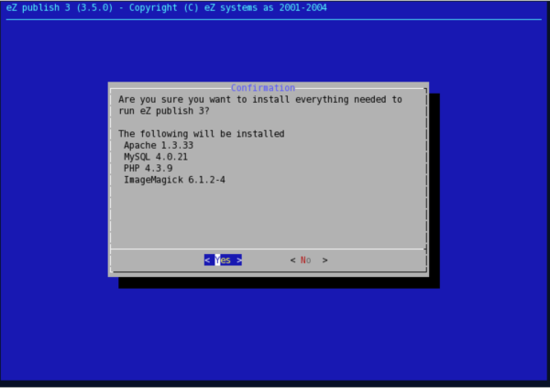 eZ publish 3 (3.5.0) - Copyright (C) eZ systems as 2001-2004
Confirmation
Are you sure you want to install everything needed to
run eZ publish 3?
The following will be installed
Apache 1.3.33
MySQL 4.0.21
PHP 4.3.9
ImageMagick 6.1.2-4
< Yes > < No >